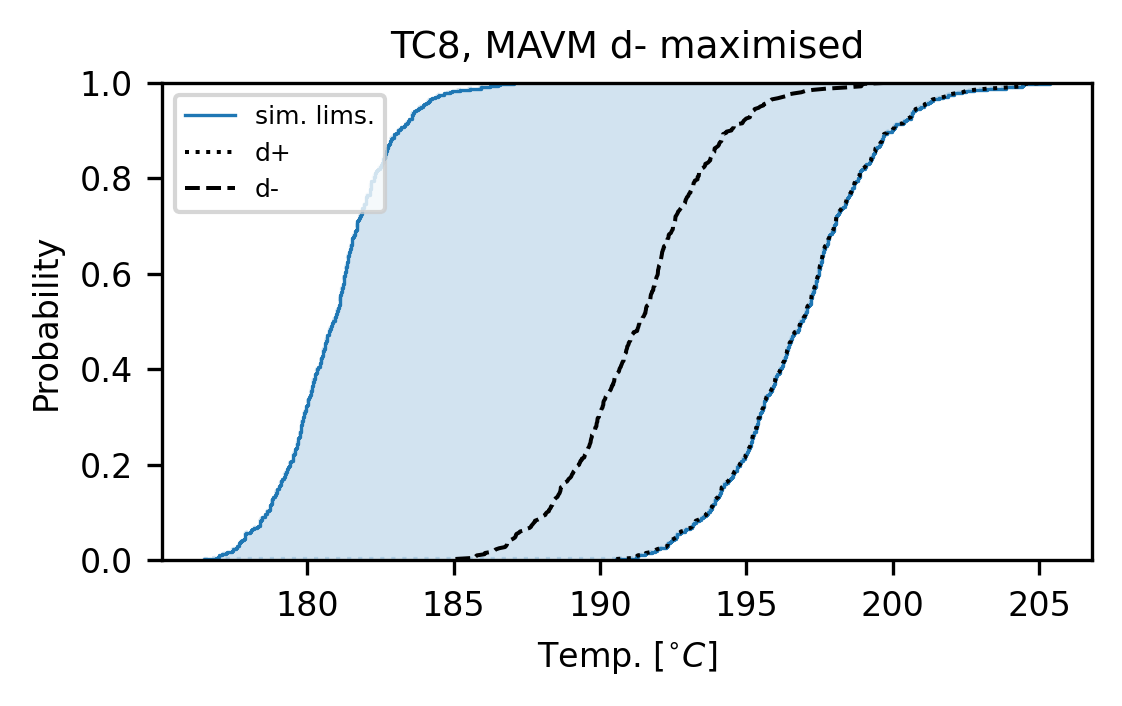 TC8, MAVM d- maximised
sim. lims.
d+
d-
1.0
0.8
0.6
0.4
0.2
0.0
Probability
180 185 190 195 200 205
Temp. [°C]